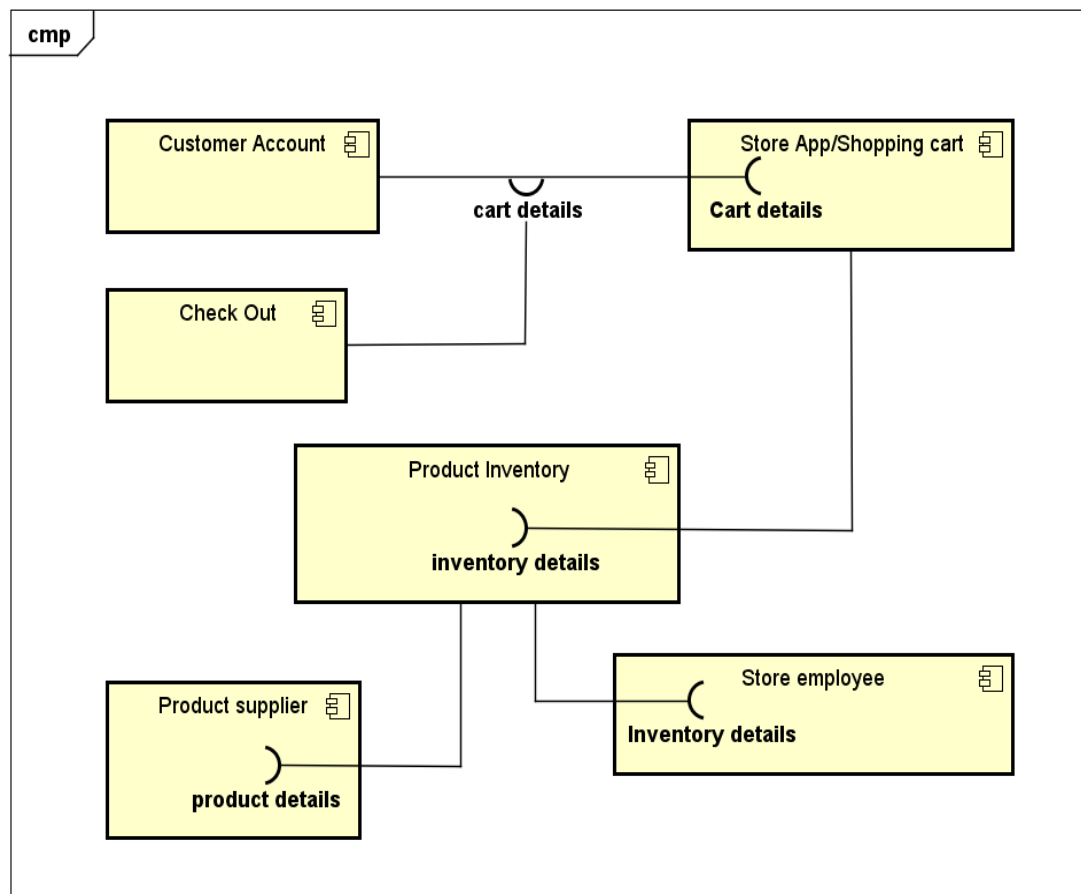 cmp
Customer Account
Store App/Shopping cart
cart details
Cart details
Check Out
Product Inventory
inventory details
Product supplier
product details
Store employee
Inventory details